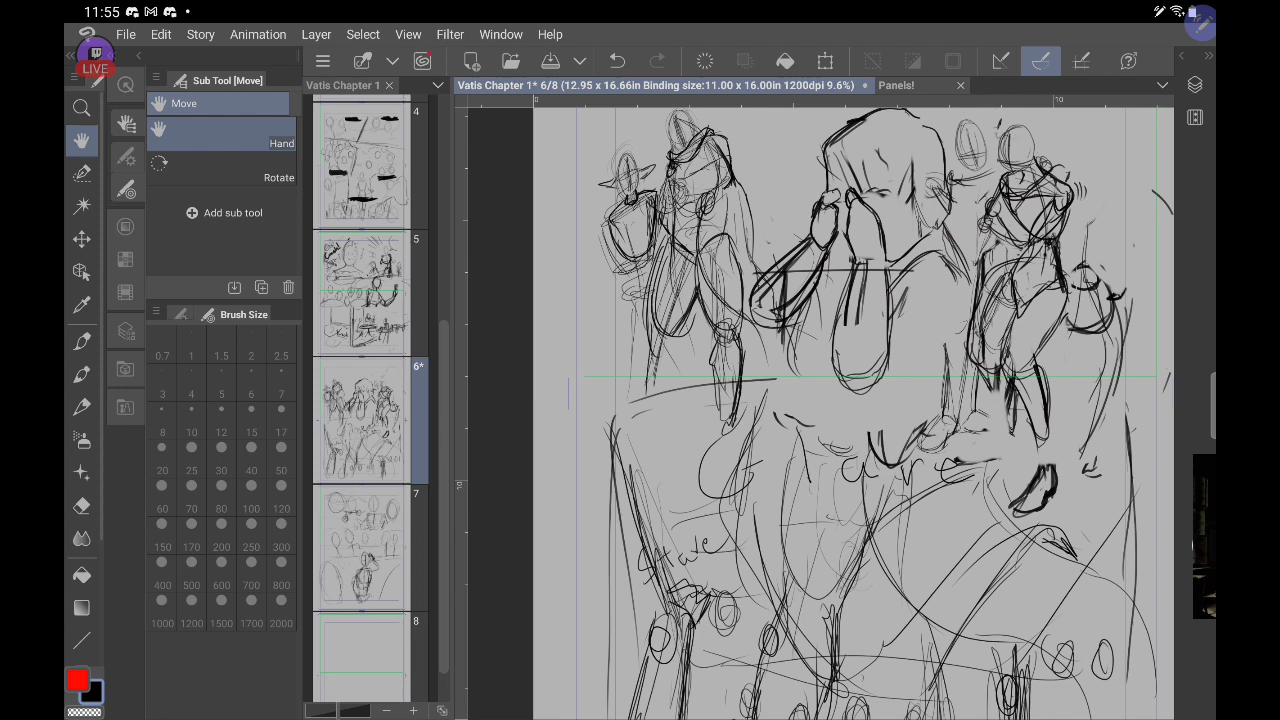 11:55
LIVE
File Edit Story Animation Layer Select View Filter Window Help
Sub Tool [Move]
Move
Hand
Rotate
Add sub tool
Brush Size
0.7 1 1.5 2 2.5
3 4 5 6 7
8 10 12 15 17
20 25 30 40 50
60 70 80 100 120
150 170 200 250 300
400 500 600 700 800
1000 1200 1500 1700 2000
Vatis Chapter 1
4
5
6*
7
8
Vatis Chapter 1* 6/8 (12.95 x 16.66in Binding size:11.00 x 16.00in 1200dpi 9.6%)
Panels!
0 10
10